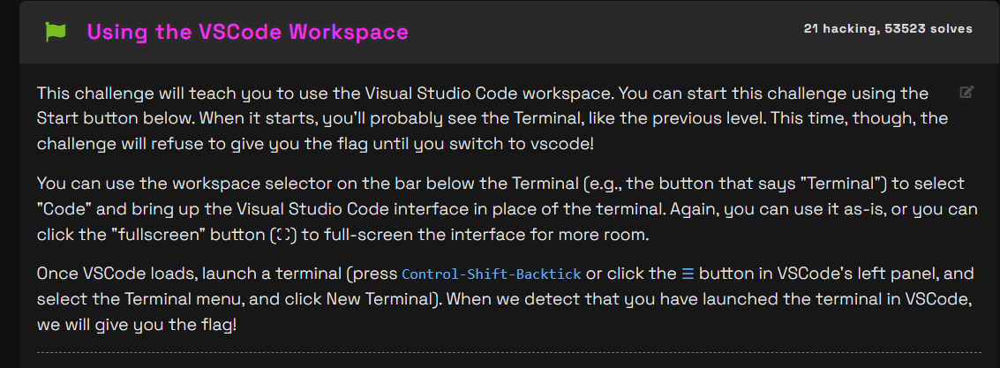 Using the VSCode Workspace
21 hacking, 53523 solves
This challenge will teach you to use the Visual Studio Code workspace. You can start this challenge using the
Start button below. When it starts, you'll probably see the Terminal, like the previous level. This time, though, the
challenge will refuse to give you the flag until you switch to vscode!
You can use the workspace selector on the bar below the Terminal (e.g., the button that says "Terminal") to select
"Code" and bring up the Visual Studio Code interface in place of the terminal. Again, you can use it as-is, or you can
click the "fullscreen" button (⛶) to full-screen the interface for more room.
Once VSCode loads, launch a terminal (press Control-Shift-Backtick or click the ☰ button in VSCode's left panel, and
select the Terminal menu, and click New Terminal). When we detect that you have launched the terminal in VSCode,
we will give you the flag!